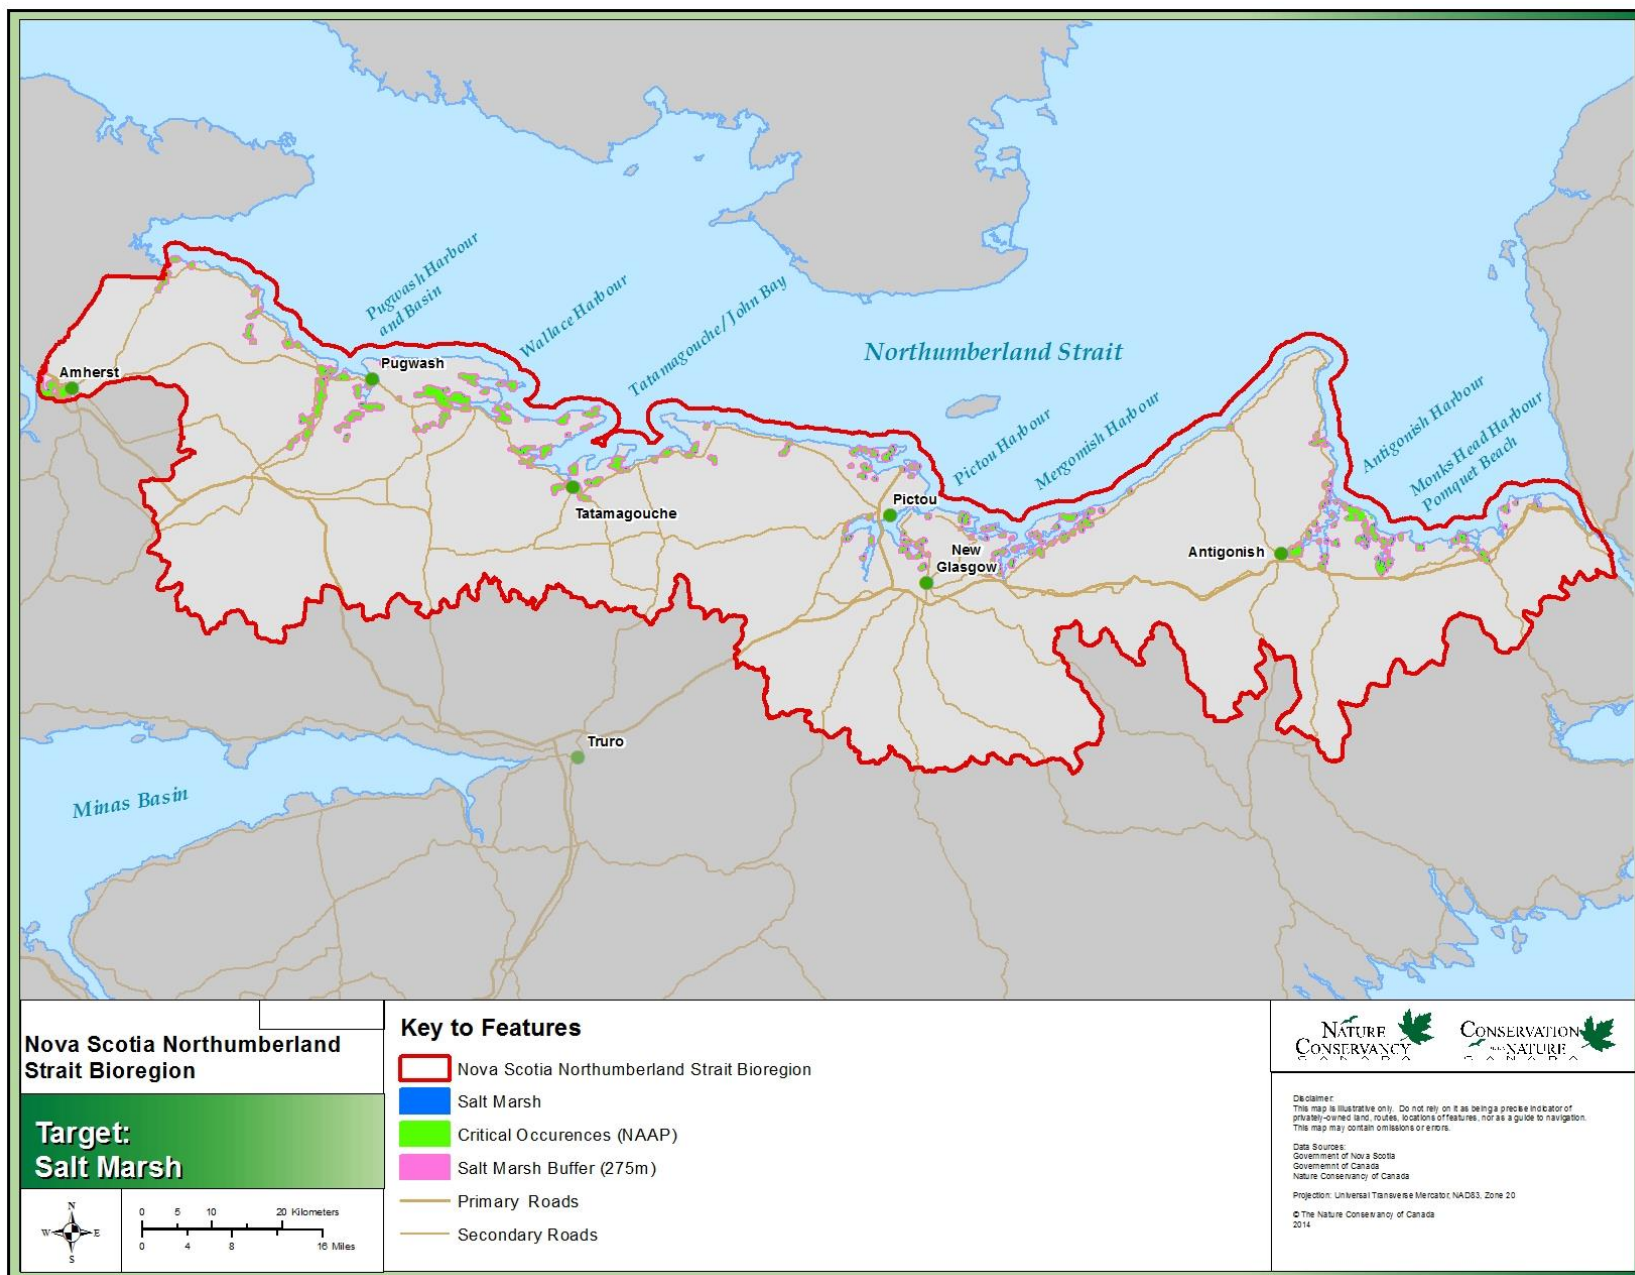 Pugwash Harbour
and Basin
Wallace Harbour
Tatamagouche/John Bay
Northumberland Strait
Pictou Harbour
Mergomish Harbour
Antigonish Harbour
Monks Head Harbour
Pomquet Beach
Amherst
Pugwash
Tatamagouche
Pictou
New
Glasgow
Antigonish
Truro
Minas Basin
Nova Scotia Northumberland
Strait Bioregion
Target:
Salt Marsh
N
W E
S
0 5 10 20 Kilometers
0 4 8 16 Miles
Key to Features
Nova Scotia Northumberland Strait Bioregion
Salt Marsh
Critical Occurences (NAAP)
Salt Marsh Buffer (275m)
Primary Roads
Secondary Roads
NATURE
CONSERVANCY
CONSERVATION
NATURE
Disclaimer:
This map is illustrative only. Do not rely on it as being a precise indicator of
privately-owned land, routes, locations of features, nor as a guide to navigation.
This map may contain omissions or errors.
Data Sources:
Government of Nova Scotia
Governemnt of Canada
Nature Conservancy of Canada
Projection: Universal Transverse Mercator, NAD83, Zone 20
© The Nature Conservancy of Canada
2014